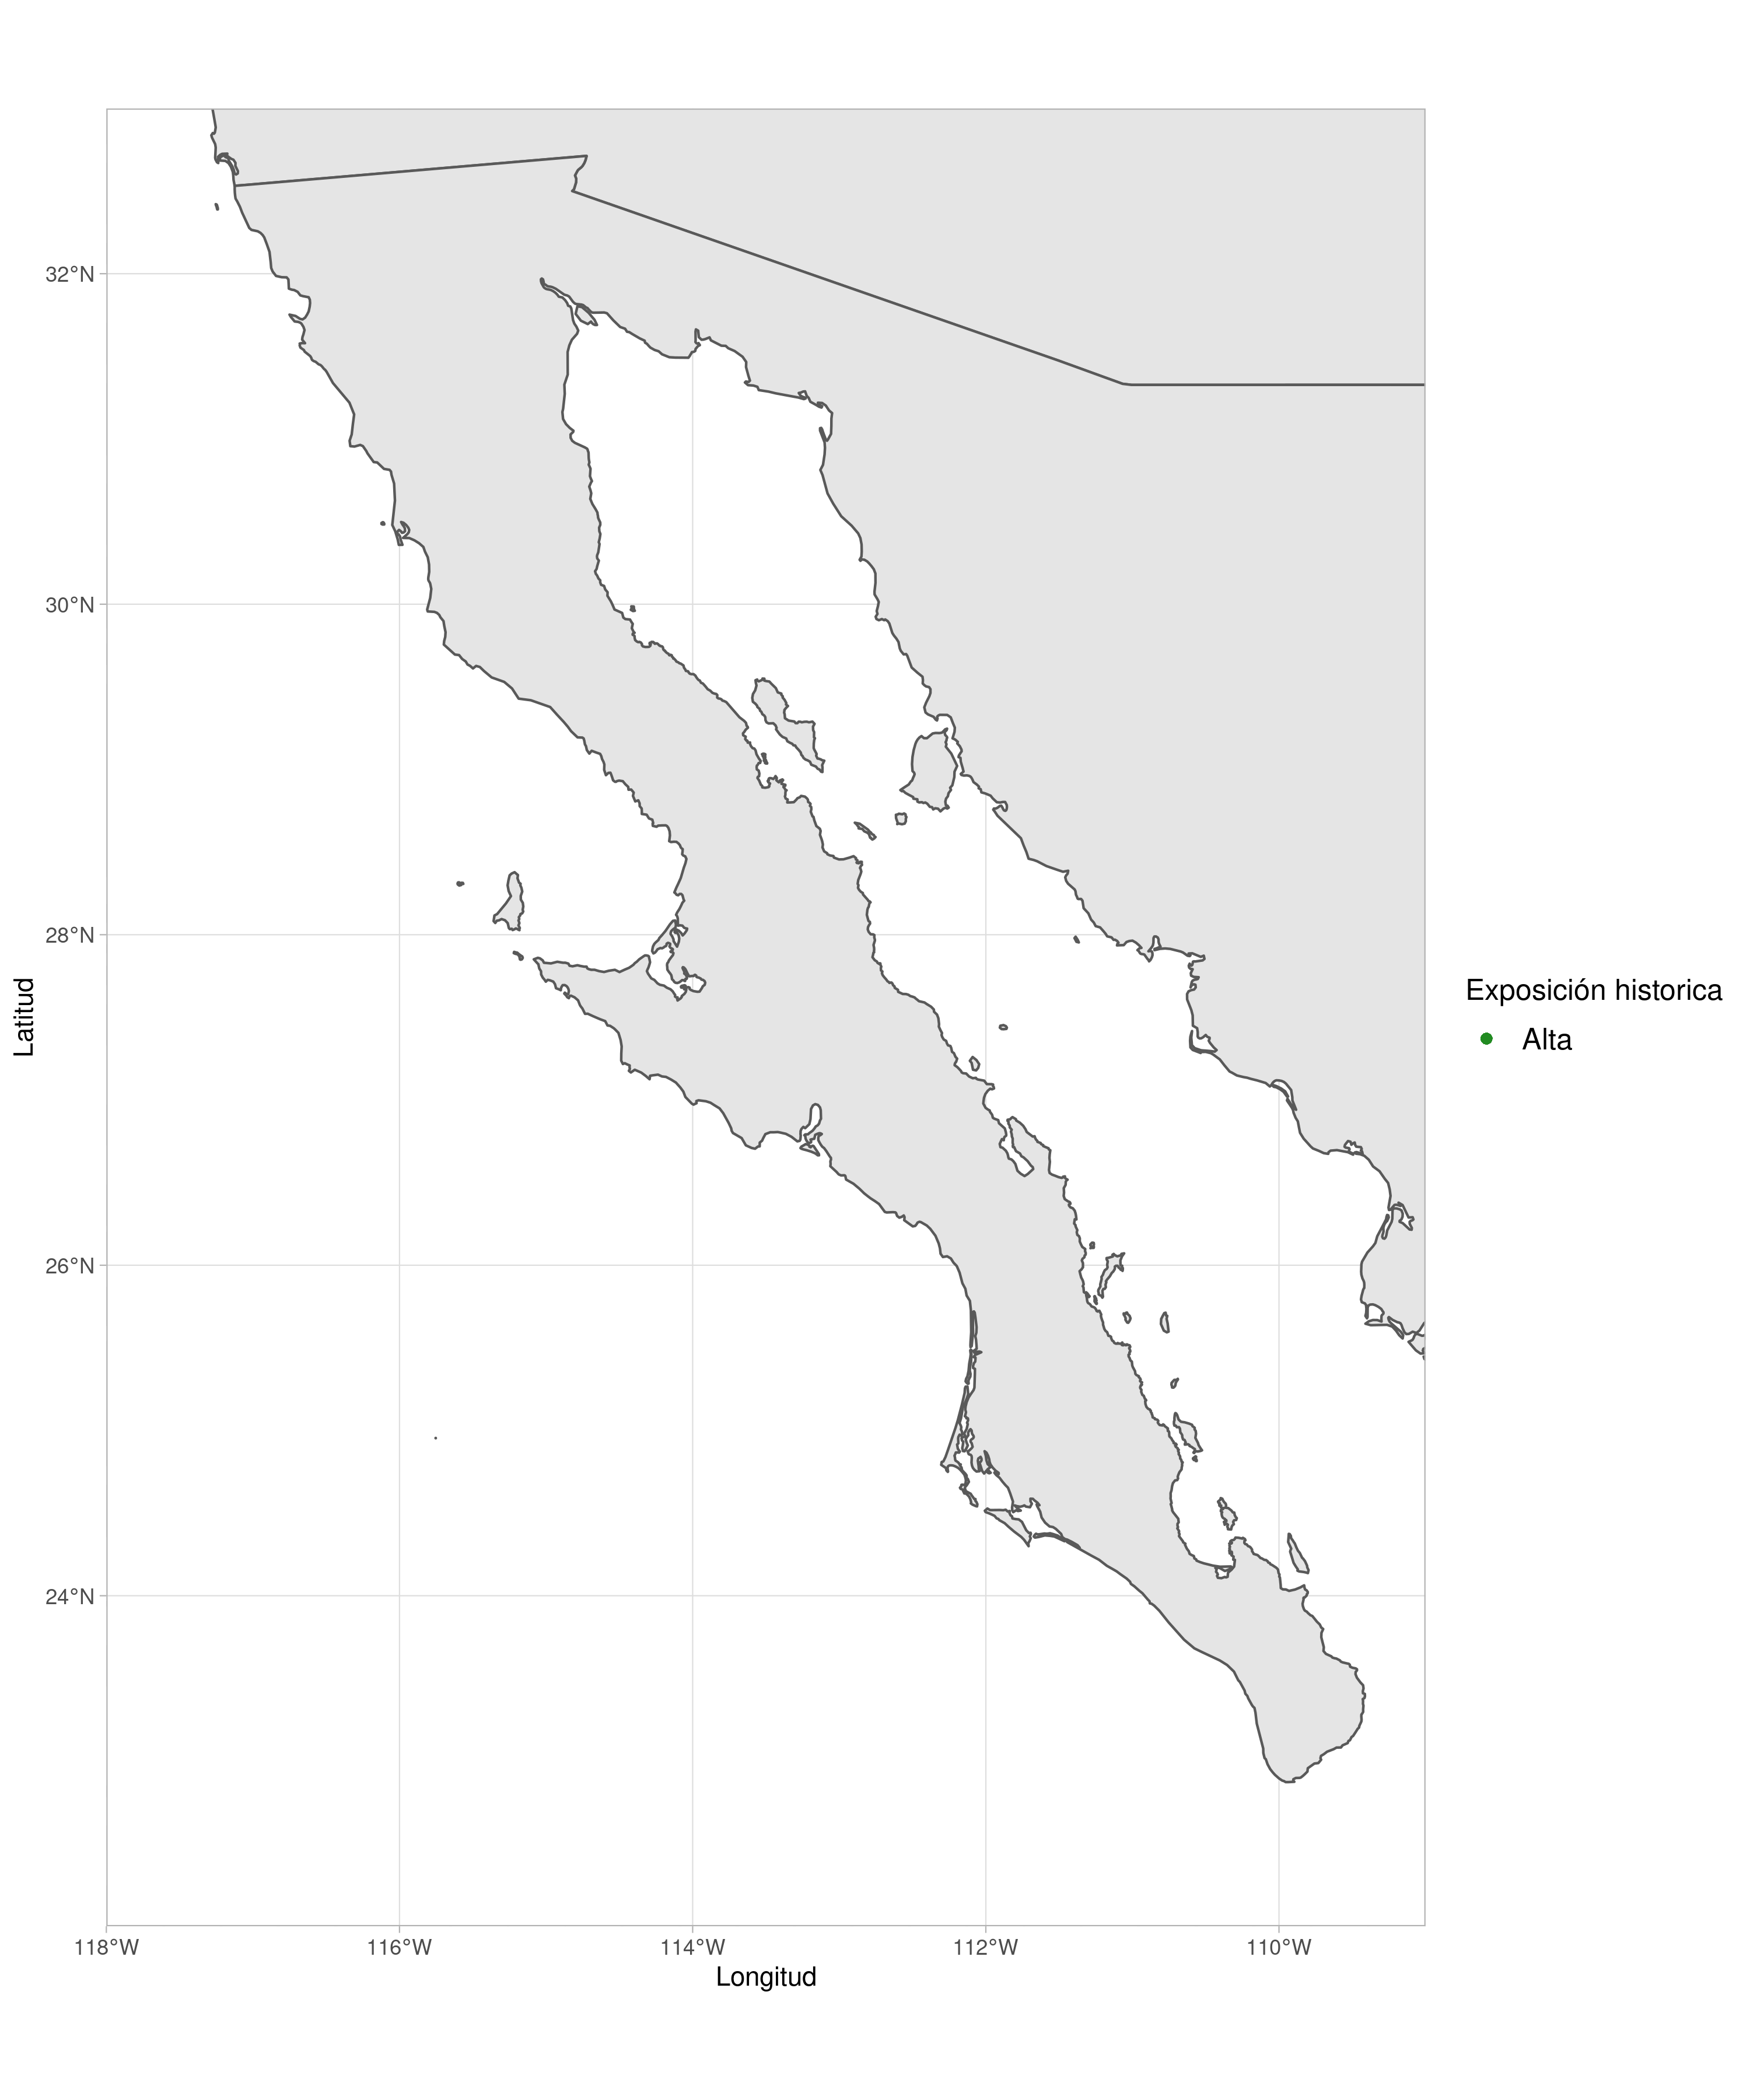 32°N
30°N
28°N
26°N
24°N
Latitud
118°W
116°W
114°W
112°W
110°W
Longitud
Exposición historica
Alta